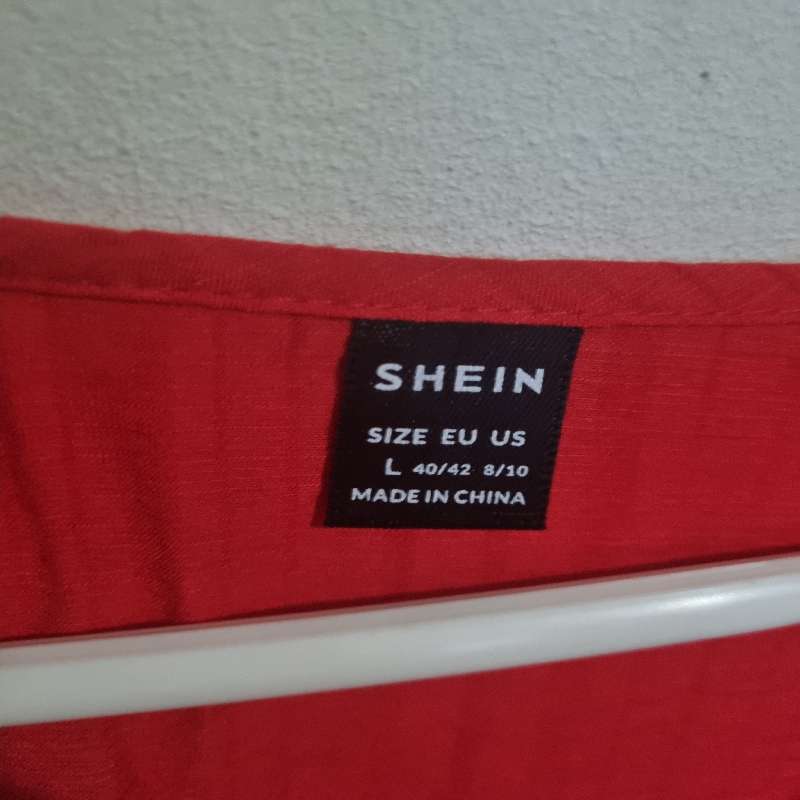 SHEIN
SIZE EU US
L 40/42 8/10
MADE IN CHINA